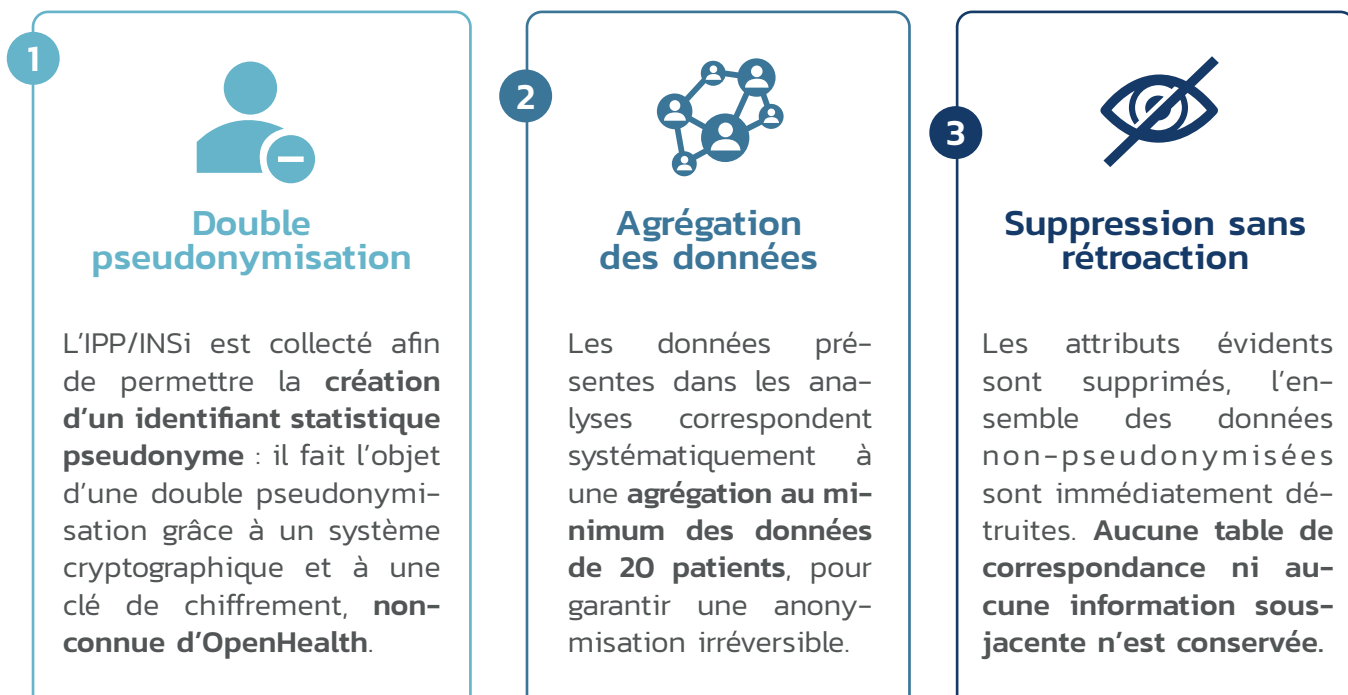 1
Double
pseudonymisation
L'IPP/INSi est collecté afin
de permettre la création
d'un identifiant statistique
pseudonyme : il fait l'objet
d'une double pseudonymi-
sation grâce à un système
cryptographique et à une
clé de chiffrement, non-
connue d'OpenHealth.
2
Agrégation
des données
Les données pré-
sentes dans les ana-
lyses correspondent
systématiquement à
une agrégation au mi-
nimum des données
de 20 patients, pour
garantir une anony-
misation irréversible.
3
Suppression sans
rétroaction
Les attributs évidents
sont supprimés, l'en-
semble des données
non-pseudonymisées
sont immédiatement dé-
truites. Aucune table de
correspondance ni au-
cune information sous-
jacente n'est conservée.